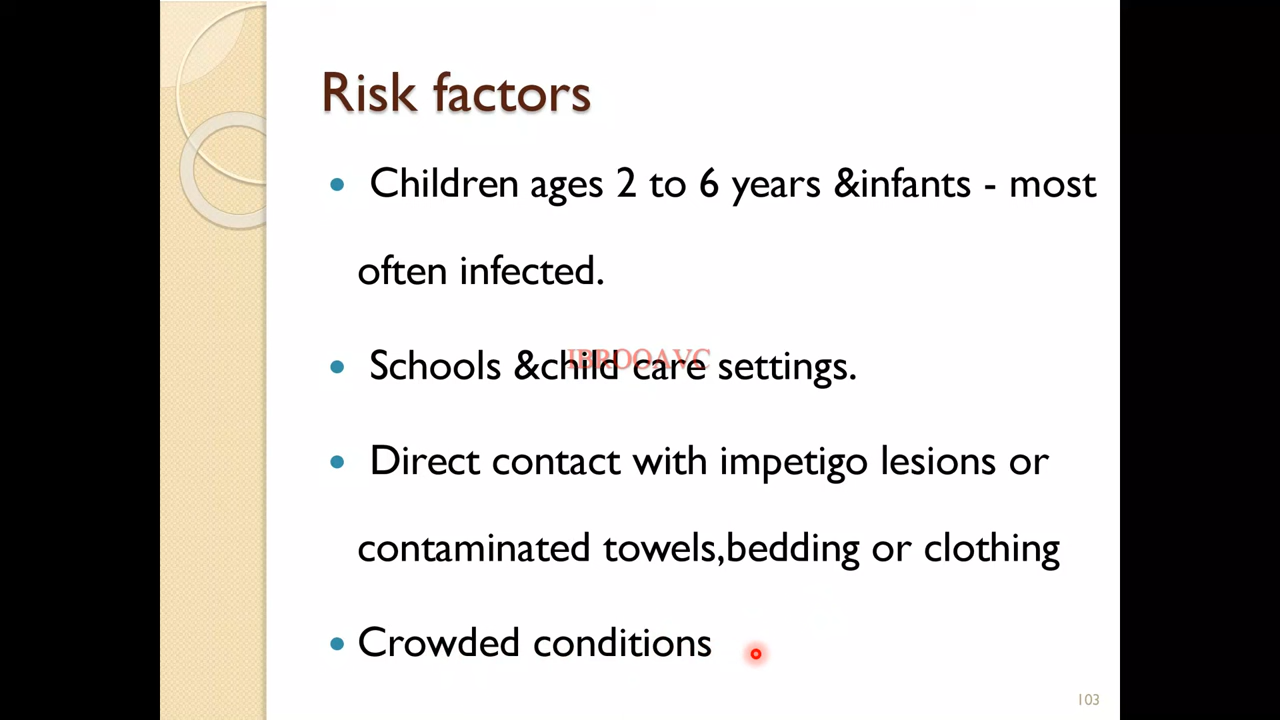 Risk factors
• Children ages 2 to 6 years &infants - most
often infected.
• Schools &child care settings.
IBROOAVC
• Direct contact with impetigo lesions or
contaminated towels,bedding or clothing
• Crowded conditions
103